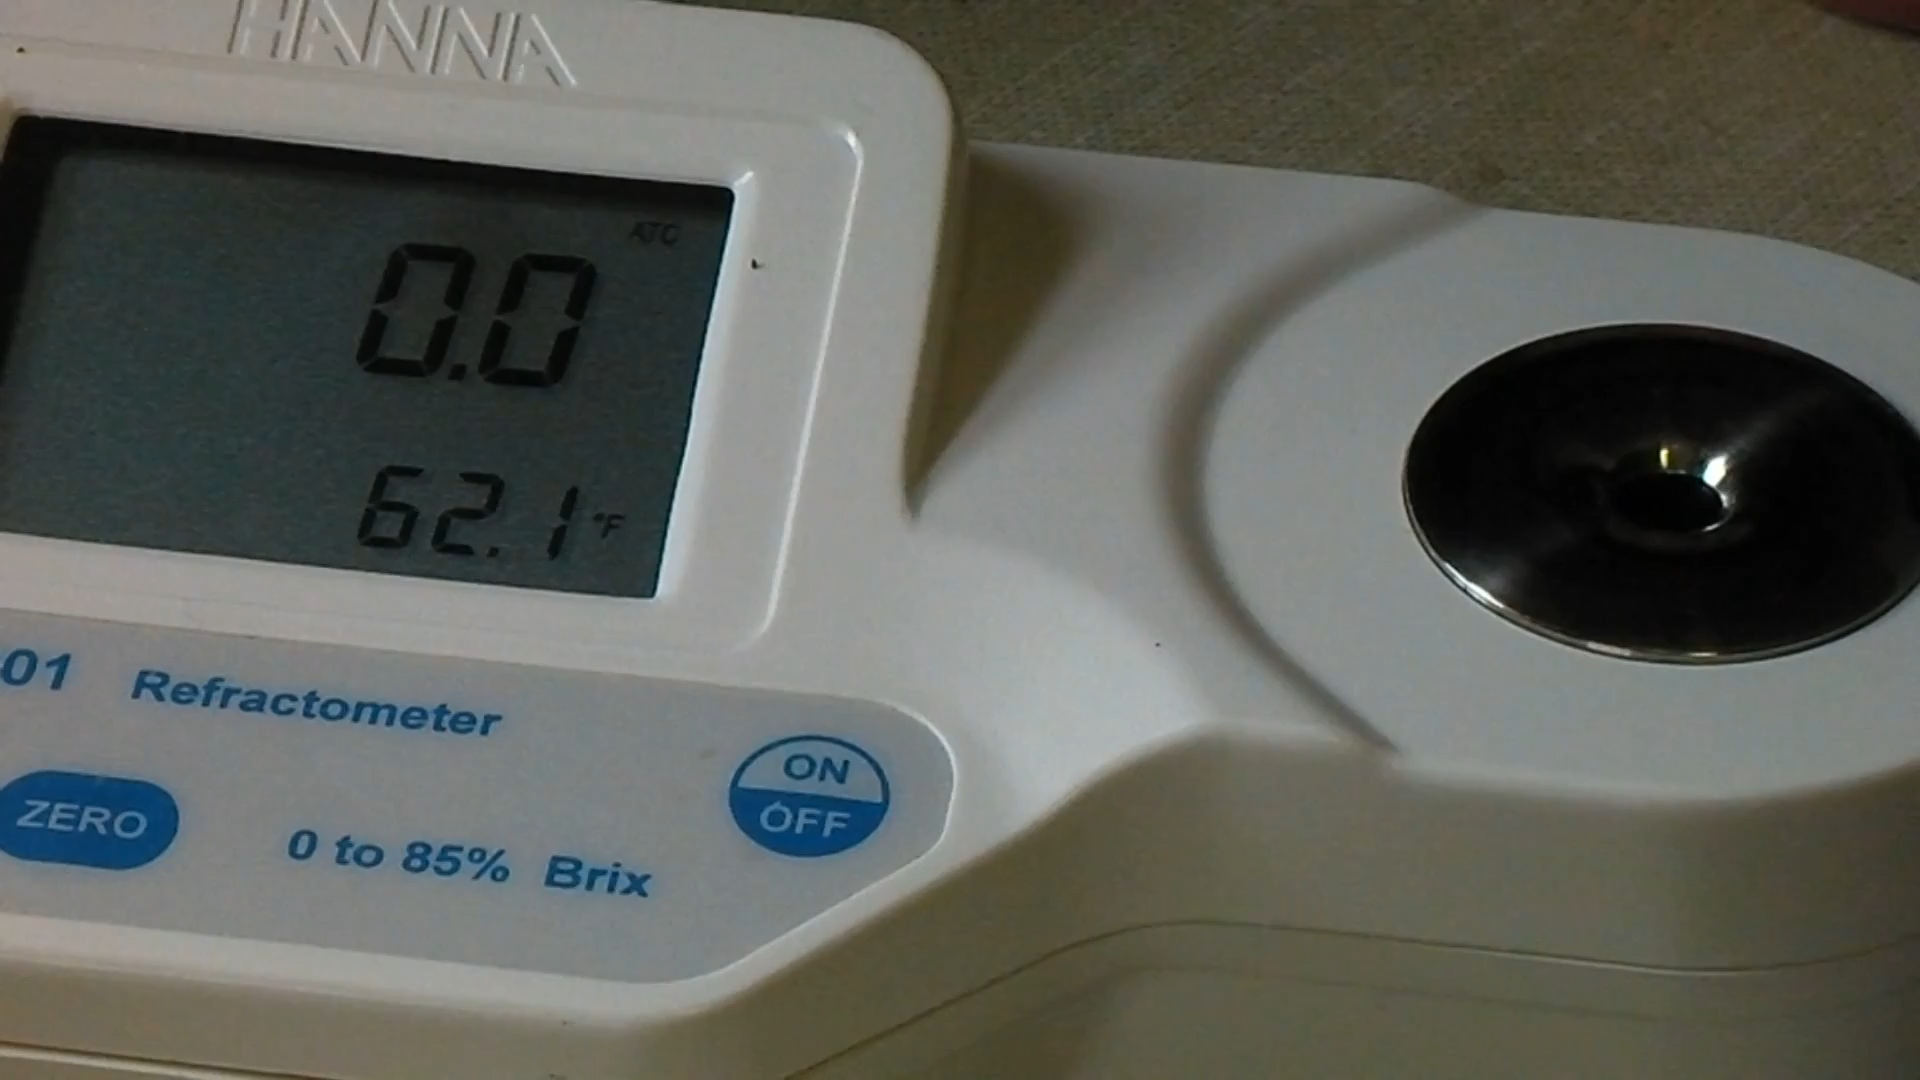 HANNA
ATC
0.0
62.1 °F
01 Refractometer
ON
OFF
ZERO
0 to 85% Brix